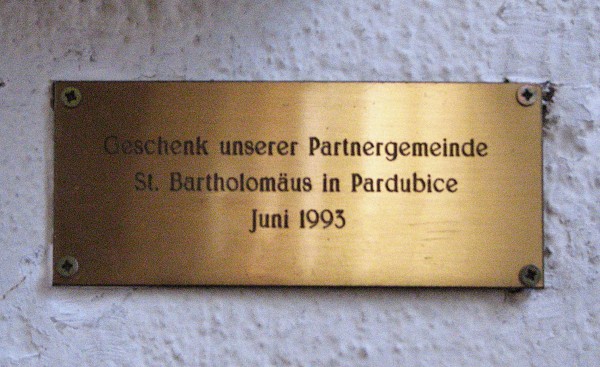 Geschenk unserer Partnergemeinde
St. Bartholomäus in Pardubice
Juni 1993